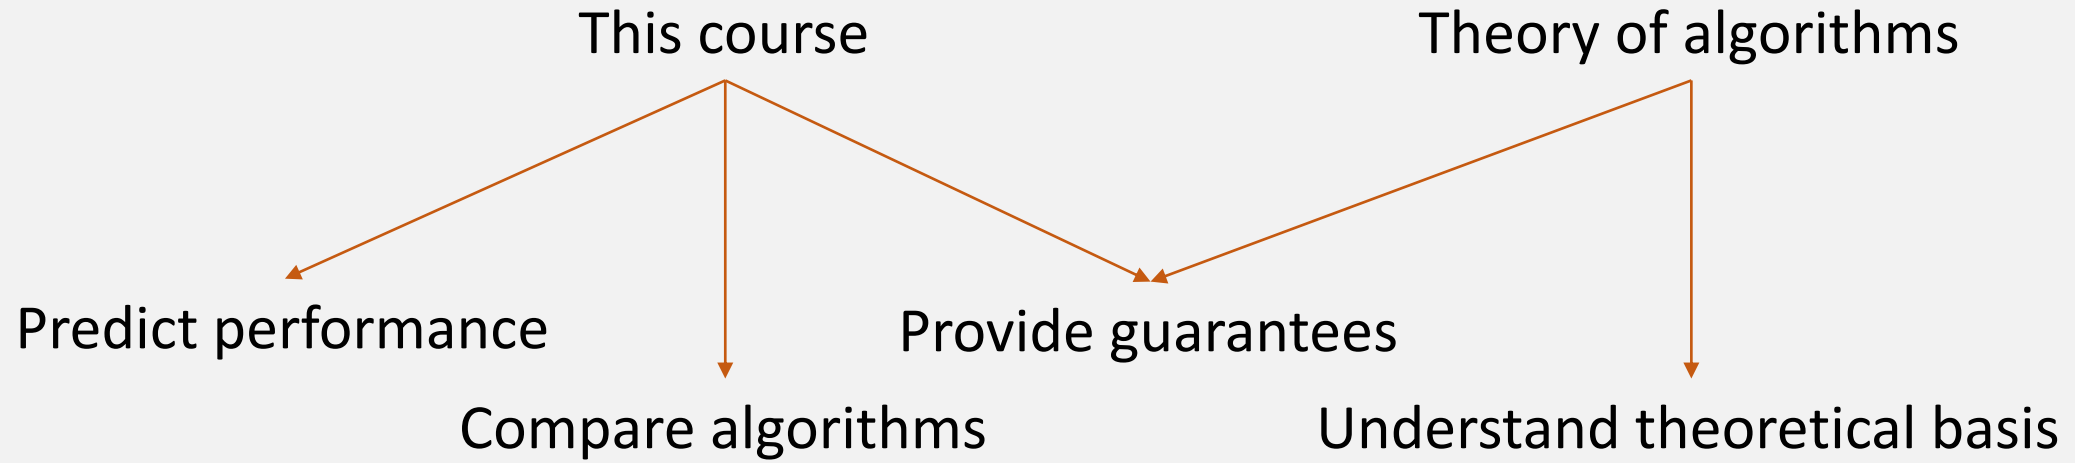 This course
Theory of algorithms
Predict performance
Provide guarantees
Compare algorithms
Understand theoretical basis